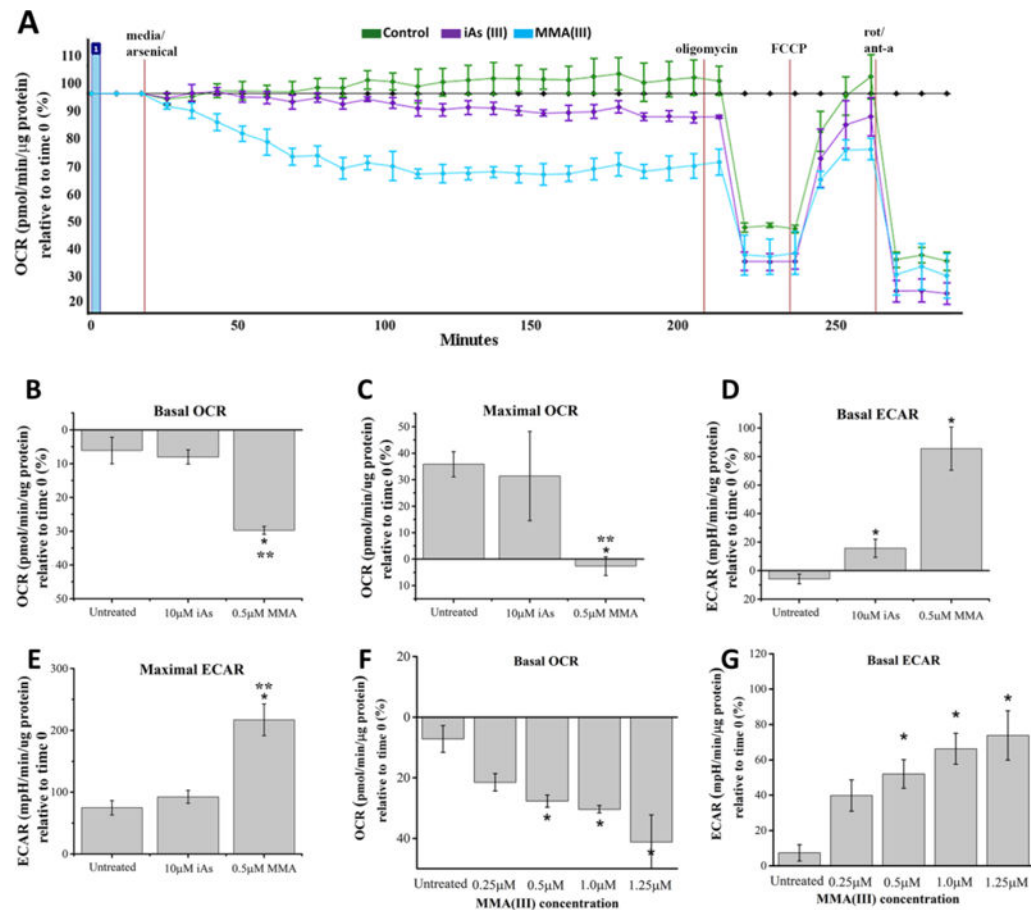 A
Control iAs (III) MMA(III)
media/
arsenical
oligomycin
FCCP
rot/
ant-a
1
OCR (pmol/min/µg protein)
relative to to time 0 (%)
110
100
90
80
70
60
50
40
30
20
0 50 100 150 200 250
Minutes
B
Basal OCR
OCR (pmol/min/ug protein)
relative to time 0 (%)
0
10
20
30
40
50
*
**
Untreated 10µM iAs 0.5µM MMA
C
Maximal OCR
OCR (pmol/min/ug protein)
relative to time 0 (%)
50
40
30
20
10
0
10
**
*
Untreated 10µM iAs 0.5µM MMA
D
Basal ECAR
ECAR (mpH/min/ug protein)
relative to time 0 (%)
100
80
60
40
20
0
20
*
*
Untreated 10µM iAs 0.5µM MMA
E
Maximal ECAR
ECAR (mpH/min/ug protein)
relative to time 0
300
200
100
0
**
*
Untreated 10µM iAs 0.5µM MMA
F
Basal OCR
OCR (pmol/min/µg protein)
relative to time 0 (%)
20
0
20
40
*
*
*
Untreated 0.25µM 0.5µM 1.0µM 1.25µM
MMA(III) concentration
G
Basal ECAR
ECAR (mpH/min/µg protein)
relative to time 0 (%)
120
100
80
60
40
20
0
*
*
*
Untreated 0.25µM 0.5µM 1.0µM 1.25µM
MMA(III) concentration